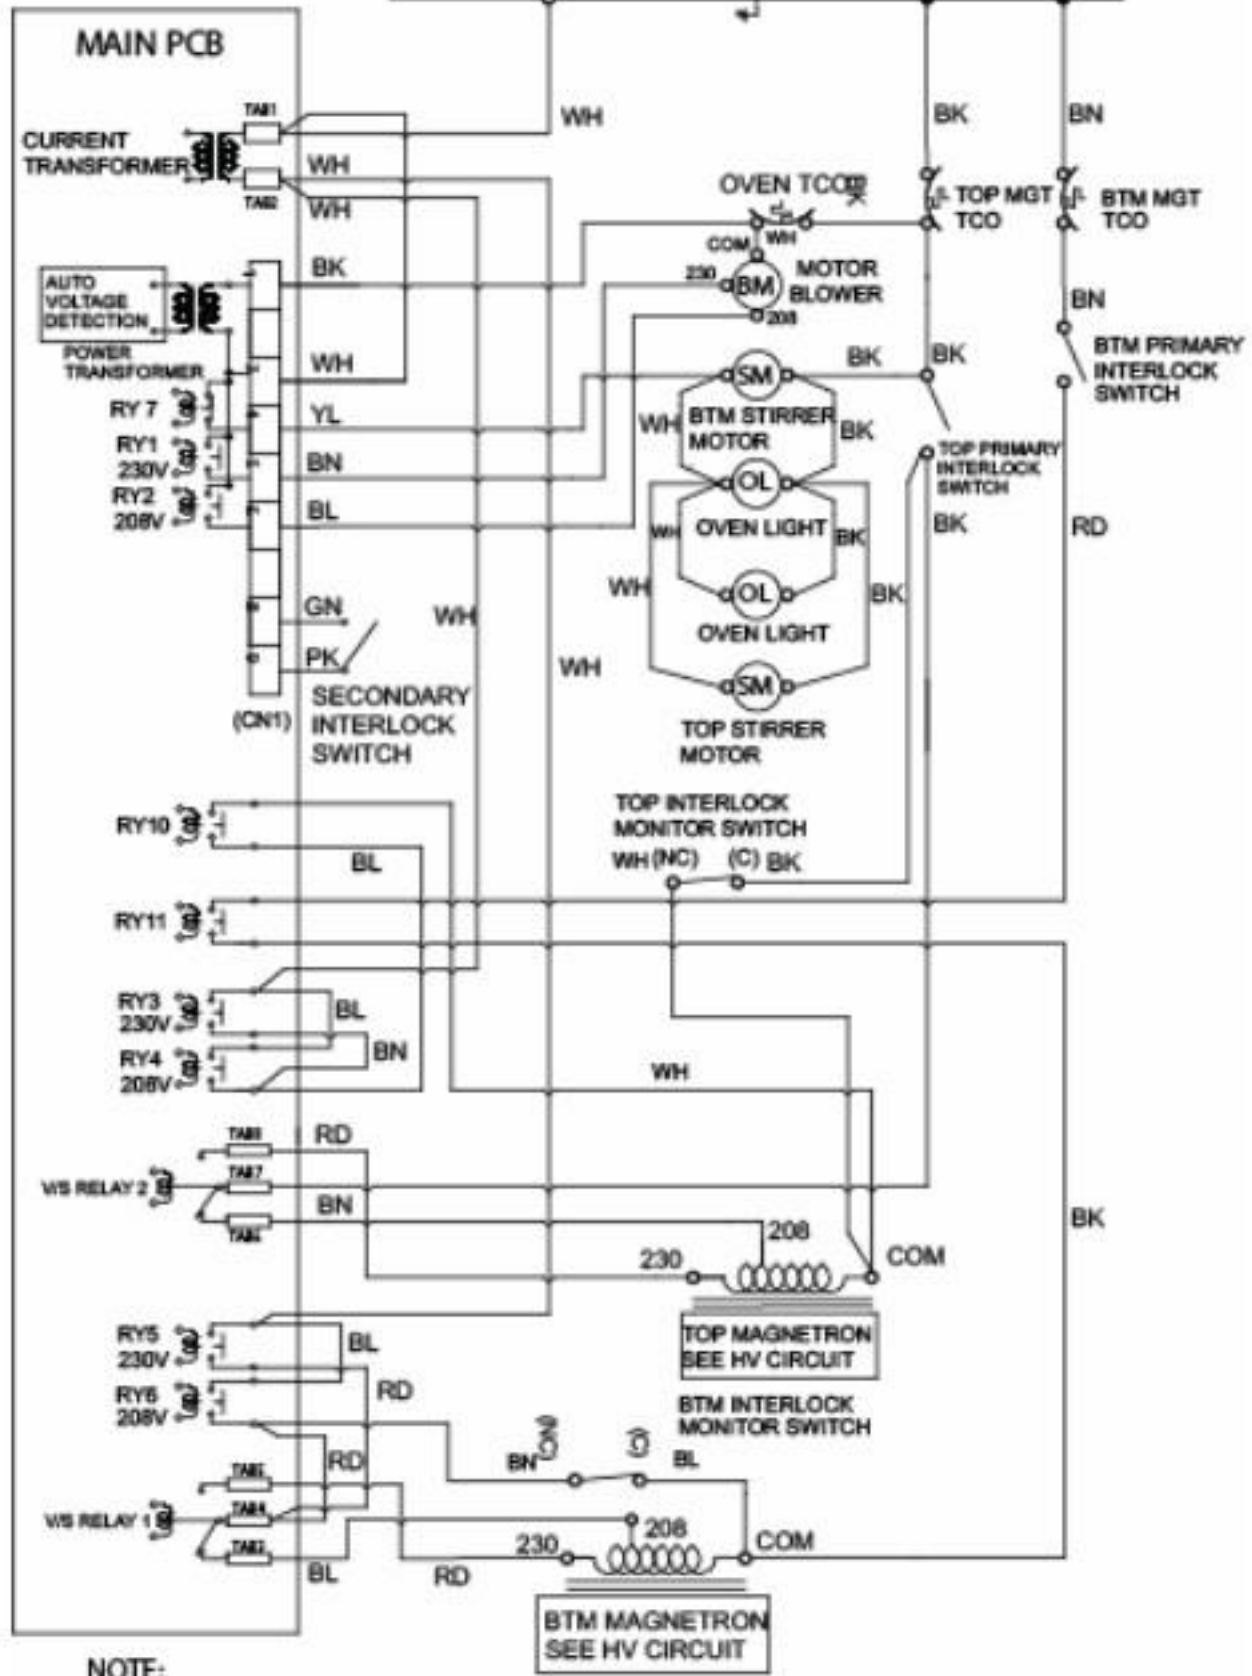 MAIN PCB
TAB1
WH
BK
BN
CURRENT
TRANSFORMER
WH
TAB2
WH
OVEN TCO
TOP MGT
TCO
BTM MGT
TCO
COM
WH
BK
230
BM
MOTOR
BLOWER
208
AUTO
VOLTAGE
DETECTION
POWER
TRANSFORMER
WH
BN
BK
BK
BTM PRIMARY
INTERLOCK
SWITCH
SM
RY 7
YL
WH
BTM STIRRER
MOTOR
BK
RY1
230V
BN
TOP PRIMARY
INTERLOCK
SWITCH
OL
RY2
208V
BL
WH
OVEN LIGHT
BK
BK
RD
WH
OL
BK
OVEN LIGHT
GN
WH
PK
WH
SM
(CN1)
SECONDARY
INTERLOCK
SWITCH
TOP STIRRER
MOTOR
TOP INTERLOCK
MONITOR SWITCH
WH (NC) (C) BK
RY10
BL
RY11
RY3
230V
BL
RY4
208V
BN
WH
RD
TAB7
V/S RELAY 2
BN
208
BK
230
COM
TOP MAGNETRON
SEE HV CIRCUIT
RY5
230V
BL
RY6
208V
RD
BTM INTERLOCK
MONITOR SWITCH
(NC)
(C)
BN
BL
RD
TAB4
V/S RELAY 1
208
230
COM
BL
RD
BTM MAGNETRON
SEE HV CIRCUIT
NOTE: